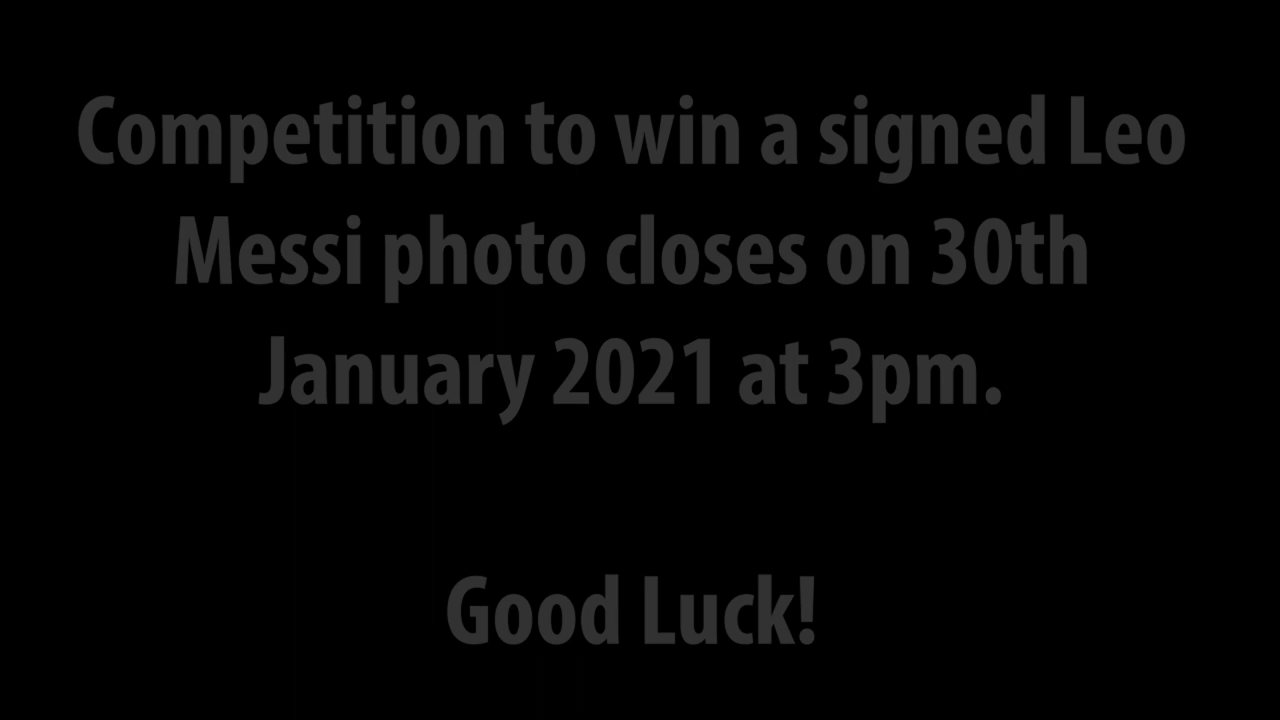 Competition to win a signed Leo
Messi photo closes on 30th
January 2021 at 3pm.
Good Luck!